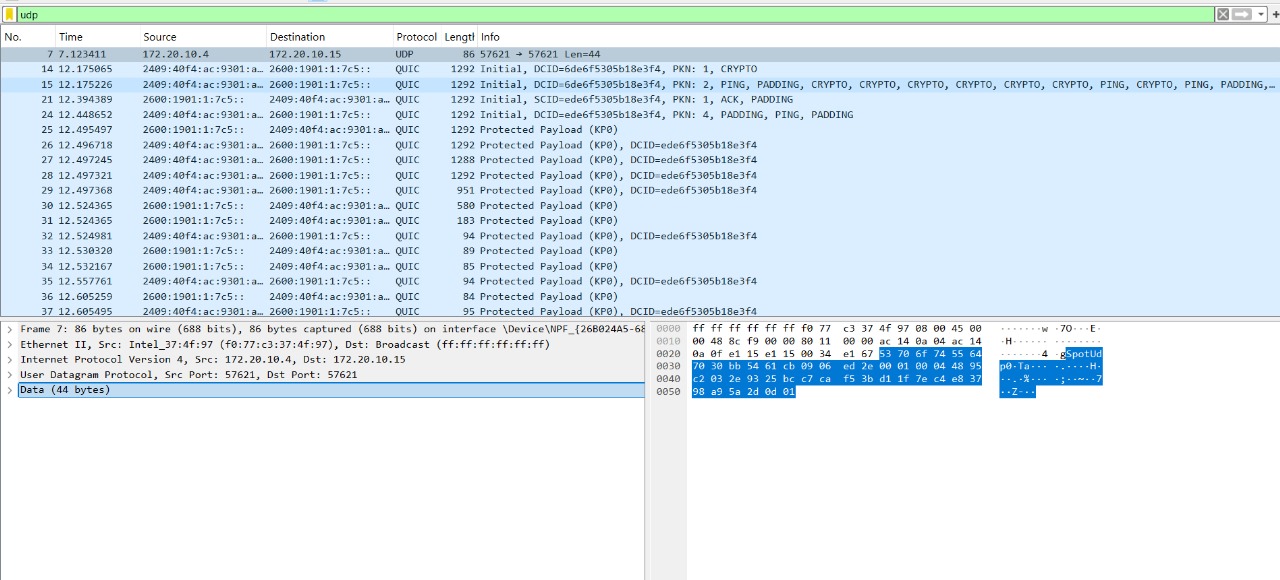 udp
No. Time Source Destination Protocol Lengtl Info
7 7.123411 172.20.10.4 172.20.10.15 UDP 86 57621 → 57621 Len=44
14 12.175065 2409:40f4:ac:9301:a… 2600:1901:1:7c5:: QUIC 1292 Initial, DCID=6de6f5305b18e3f4, PKN: 1, CRYPTO
15 12.175226 2409:40f4:ac:9301:a… 2600:1901:1:7c5:: QUIC 1292 Initial, DCID=6de6f5305b18e3f4, PKN: 2, PING, PADDING, CRYPTO, CRYPTO, CRYPTO, CRYPTO, CRYPTO, CRYPTO, PING, CRYPTO, PING, PADDING,…
21 12.394389 2600:1901:1:7c5:: 2409:40f4:ac:9301:a… QUIC 1292 Initial, SCID=ede6f5305b18e3f4, PKN: 1, ACK, PADDING
24 12.448652 2409:40f4:ac:9301:a… 2600:1901:1:7c5:: QUIC 1292 Initial, DCID=ede6f5305b18e3f4, PKN: 4, PADDING, PING, PADDING
25 12.495497 2600:1901:1:7c5:: 2409:40f4:ac:9301:a… QUIC 1292 Protected Payload (KP0)
26 12.496718 2409:40f4:ac:9301:a… 2600:1901:1:7c5:: QUIC 1292 Protected Payload (KP0), DCID=ede6f5305b18e3f4
27 12.497245 2409:40f4:ac:9301:a… 2600:1901:1:7c5:: QUIC 1288 Protected Payload (KP0), DCID=ede6f5305b18e3f4
28 12.497321 2409:40f4:ac:9301:a… 2600:1901:1:7c5:: QUIC 1292 Protected Payload (KP0), DCID=ede6f5305b18e3f4
29 12.497368 2409:40f4:ac:9301:a… 2600:1901:1:7c5:: QUIC 951 Protected Payload (KP0), DCID=ede6f5305b18e3f4
30 12.524365 2600:1901:1:7c5:: 2409:40f4:ac:9301:a… QUIC 580 Protected Payload (KP0)
31 12.524365 2600:1901:1:7c5:: 2409:40f4:ac:9301:a… QUIC 183 Protected Payload (KP0)
32 12.524981 2409:40f4:ac:9301:a… 2600:1901:1:7c5:: QUIC 94 Protected Payload (KP0), DCID=ede6f5305b18e3f4
33 12.530320 2600:1901:1:7c5:: 2409:40f4:ac:9301:a… QUIC 89 Protected Payload (KP0)
34 12.532167 2600:1901:1:7c5:: 2409:40f4:ac:9301:a… QUIC 85 Protected Payload (KP0)
35 12.557761 2409:40f4:ac:9301:a… 2600:1901:1:7c5:: QUIC 94 Protected Payload (KP0), DCID=ede6f5305b18e3f4
36 12.605259 2600:1901:1:7c5:: 2409:40f4:ac:9301:a… QUIC 84 Protected Payload (KP0)
37 12.605495 2409:40f4:ac:9301:a… 2600:1901:1:7c5:: QUIC 95 Protected Payload (KP0), DCID=ede6f5305b18e3f4
Frame 7: 86 bytes on wire (688 bits), 86 bytes captured (688 bits) on interface \Device\NPF_{26B024A5-68
Ethernet II, Src: Intel_37:4f:97 (f0:77:c3:37:4f:97), Dst: Broadcast (ff:ff:ff:ff:ff:ff)
Internet Protocol Version 4, Src: 172.20.10.4, Dst: 172.20.10.15
User Datagram Protocol, Src Port: 57621, Dst Port: 57621
Data (44 bytes)
0000 ff ff ff ff ff ff f0 77 c3 37 4f 97 08 00 45 00 ·······w ·7O···E·
0010 00 48 8c f9 00 00 80 11 00 00 ac 14 0a 04 ac 14 ·H······ ········
0020 0a 0f e1 15 e1 15 00 34 e1 67 53 70 6f 74 55 64 ·······4 ·gSpotUd
0030 70 30 bb 54 61 cb 09 06 ed 2e 00 01 00 04 48 95 p0·Ta··· ·.····H·
0040 c2 03 2e 93 25 bc c7 ca f5 3b d1 1f 7e c4 e8 37 ··.·%··· ·;··~··7
0050 98 a9 5a 2d 0d 01 ··Z-··